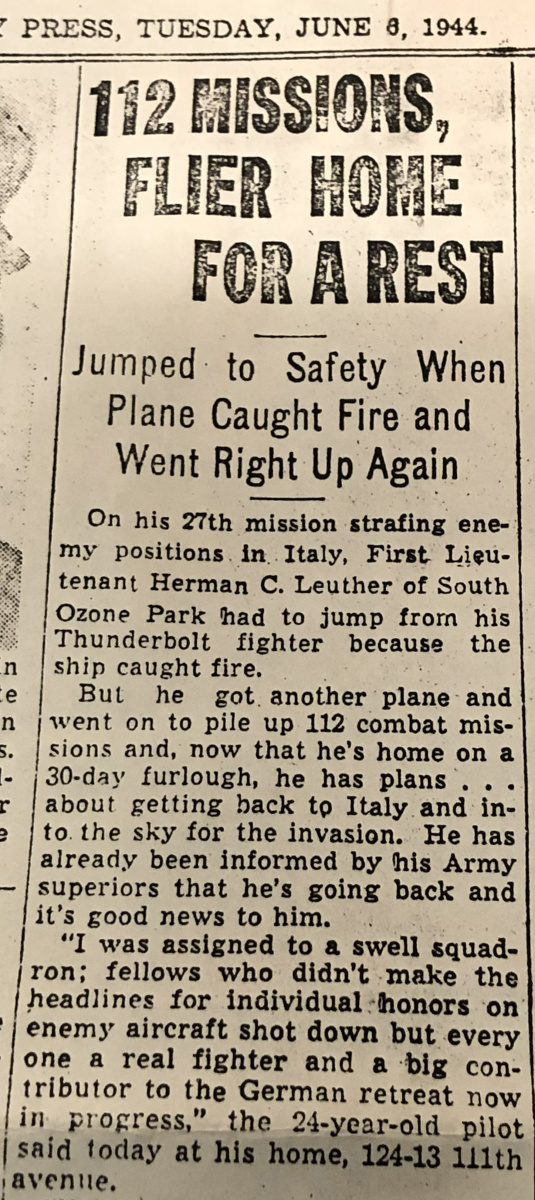 Y PRESS, TUESDAY, JUNE 6, 1944.
112 MISSIONS,
FLIER HOME
FOR A REST
Jumped to Safety When
Plane Caught Fire and
Went Right Up Again
On his 27th mission strafing ene-
my positions in Italy, First Lieu-
tenant Herman C. Leuther of South
Ozone Park had to jump from his
Thunderbolt fighter because the
ship caught fire.
But he got another plane and
went on to pile up 112 combat mis-
sions and, now that he's home on a
30-day furlough, he has plans . . .
about getting back to Italy and in-
to the sky for the invasion. He has
already been informed by his Army
superiors that he's going back and
it's good news to him.
"I was assigned to a swell squad-
ron; fellows who didn't make the
headlines for individual honors on
enemy aircraft shot down but every
one a real fighter and a big con-
tributor to the German retreat now
in progress," the 24-year-old pilot
said today at his home, 124-13 111th
avenue.